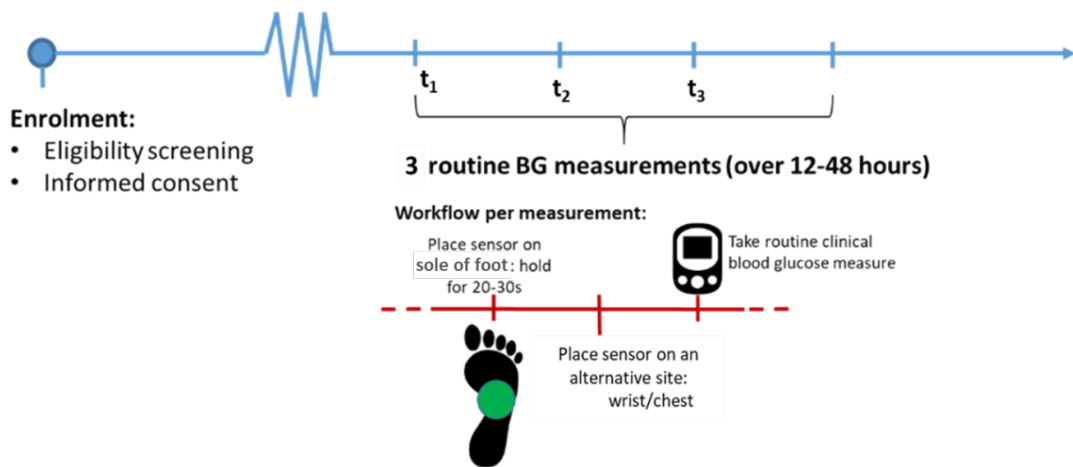 t1
t2
t3
Enrolment:
• Eligibility screening
• Informed consent
3 routine BG measurements (over 12-48 hours)
Workflow per measurement:
Place sensor on
sole of foot: hold
for 20-30s
Take routine clinical
blood glucose measure
Place sensor on an
alternative site:
wrist/chest